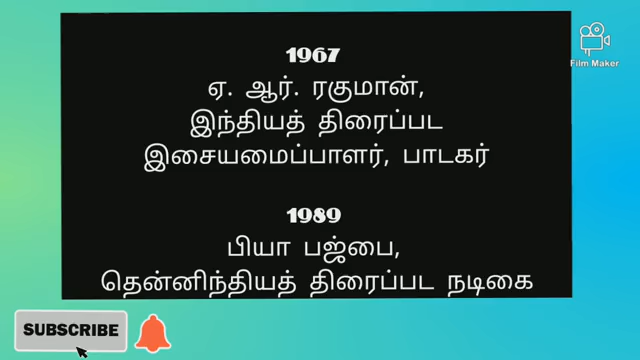 1967
ஏ. ஆர். ரகுமான்,
இந்தியத் திரைப்பட
இசையமைப்பாளர், பாடகர்
1989
பியா பஜ்பை,
தென்னிந்தியத் திரைப்பட நடிகை
Film Maker
SUBSCRIBE